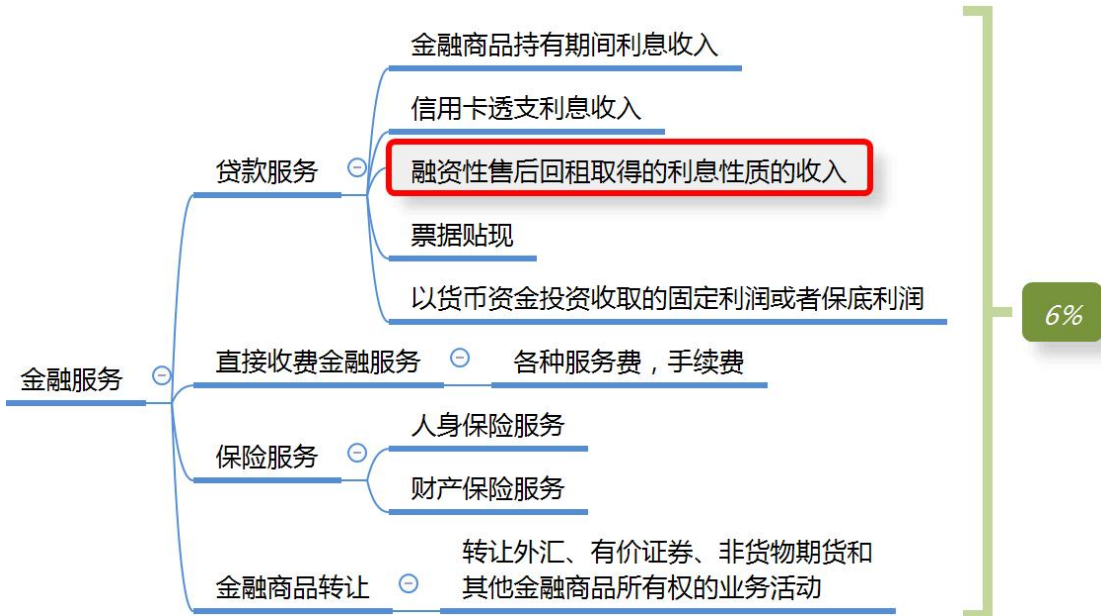 金融服务
贷款服务
金融商品持有期间利息收入
信用卡透支利息收入
融资性售后回租取得的利息性质的收入
票据贴现
以货币资金投资收取的固定利润或者保底利润
直接收费金融服务
各种服务费，手续费
保险服务
人身保险服务
财产保险服务
金融商品转让
转让外汇、有价证券、非货物期货和
其他金融商品所有权的业务活动
6%